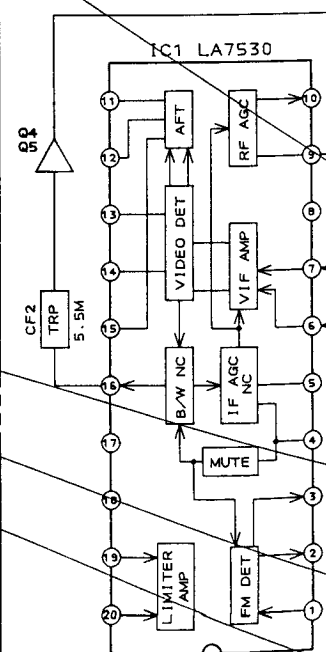 IC1 LA7530
Q4
Q5
11
12
13
14
15
16
17
18
19
20
10
9
8
7
6
5
4
3
2
1
AFT
RF AGC
VIDEO DET
VIF AMP
CF2
TRP
5.5M
B/W NC
IF AGC
NC
MUTE
LIMITER
AMP
FM DET